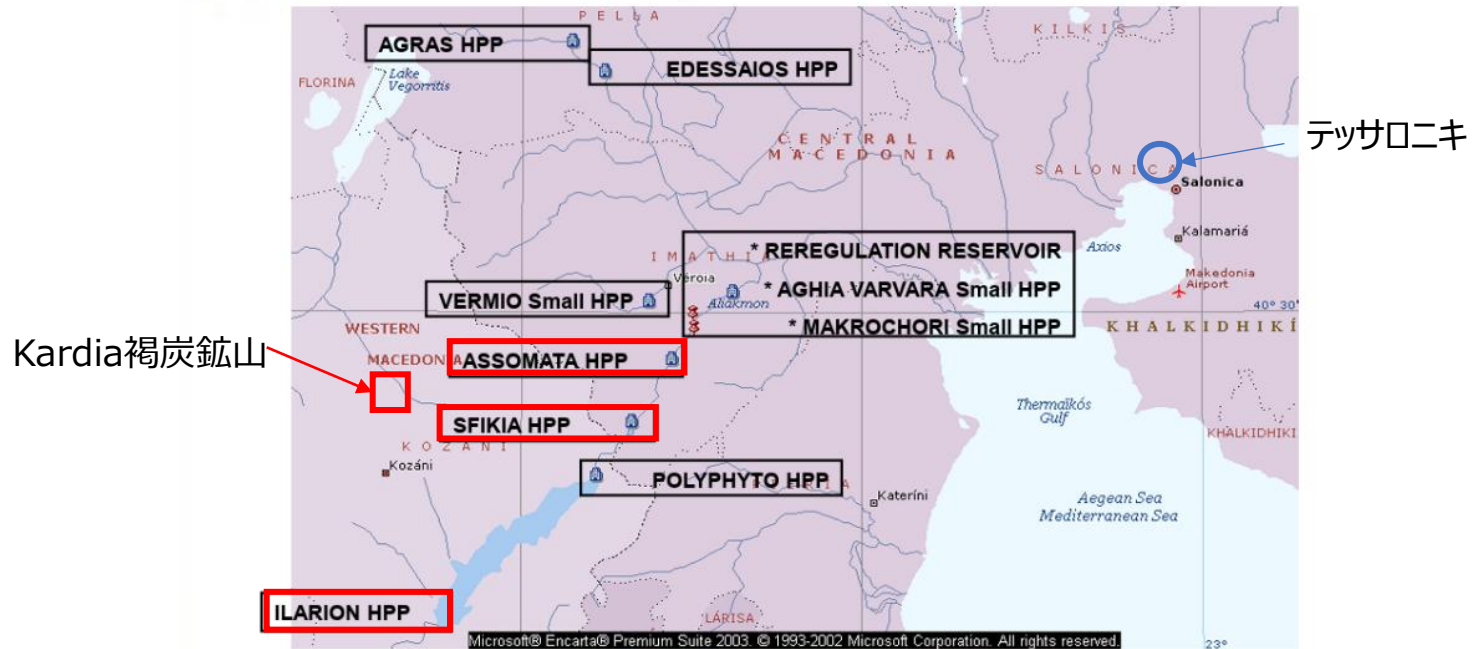 PELLA
KILKIS
AGRAS HPP
EDESSAIOS HPP
FLORINA
Lake
Vegorritis
CENTRAL
MACEDONIA
テッサロニキ
SALONICA
Salonica
Kalamariá
Axios
* REREGULATION RESERVOIR
IMATHI
Véroia
* AGHIA VARVARA Small HPP
Makedonia
Airport
VERMIO Small HPP
Aliakmon
40° 30'
* MAKROCHORI Small HPP
KHALKIDHIKÍ
WESTERN
MACEDON
Kardia褐炭鉱山
ASSOMATA HPP
Thermaïkós
Gulf
SFIKIA HPP
KHALKIDHIKI
KOZANI
Kozáni
POLYPHYTO HPP
Kateríni
Aegean Sea
Mediterranean Sea
ILARION HPP
LÁRISA
Microsoft® Encarta® Premium Suite 2003. © 1993-2002 Microsoft Corporation. All rights reserved.
23°